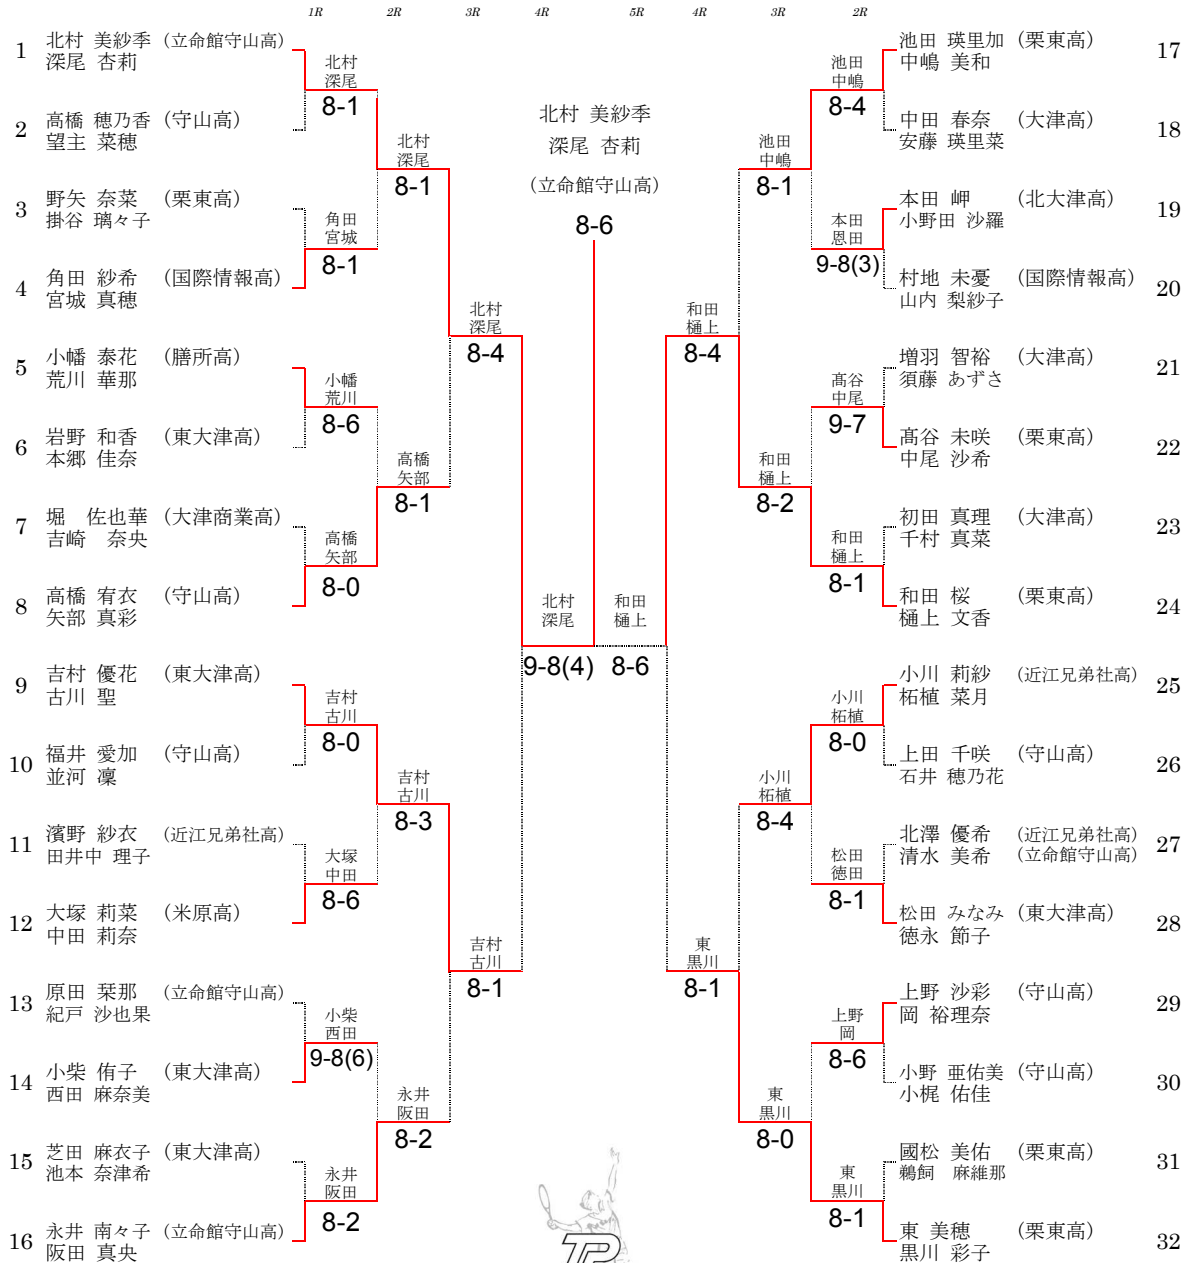 1R 2R 3R 4R 5R 4R 3R 2R
1 北村 美紗季 (立命館守山高)
深尾 杏莉
2 高橋 穂乃香 (守山高)
望主 菜穂
3 野矢 奈菜 (栗東高)
掛谷 璃々子
4 角田 紗希 (国際情報高)
宮城 真穂
5 小幡 泰花 (膳所高)
荒川 華那
6 岩野 和香 (東大津高)
本郷 佳奈
7 堀 佐也華 (大津商業高)
吉崎 奈央
8 高橋 宥衣 (守山高)
矢部 真彩
9 吉村 優花 (東大津高)
古川 聖
10 福井 愛加 (守山高)
並河 凜
11 濱野 紗衣 (近江兄弟社高)
田井中 理子
12 大塚 莉菜 (米原高)
中田 莉奈
13 原田 栞那 (立命館守山高)
紀戸 沙也果
14 小柴 侑子 (東大津高)
西田 麻奈美
15 芝田 麻衣子 (東大津高)
池本 奈津希
16 永井 南々子 (立命館守山高)
阪田 真央
北村
深尾
8-1
角田
宮城
8-1
小幡
荒川
8-6
高橋
矢部
8-0
吉村
古川
8-0
大塚
中田
8-6
小柴
西田
9-8(6)
永井
阪田
8-2
北村
深尾
8-1
高橋
矢部
8-1
吉村
古川
8-3
永井
阪田
8-2
北村
深尾
8-4
吉村
古川
8-1
北村
深尾
9-8(4)
北村 美紗季
深尾 杏莉
(立命館守山高)
8-6
和田
樋上
8-6
和田
樋上
8-4
東
黒川
8-1
池田
中嶋
8-1
和田
樋上
8-2
小川
柘植
8-4
東
黒川
8-0
池田
中嶋
8-4
本田
恩田
9-8(3)
髙谷
中尾
9-7
和田
樋上
8-1
小川
柘植
8-0
松田
徳田
8-1
上野
岡
8-6
東
黒川
8-1
池田 瑛里加 (栗東高) 17
中嶋 美和
中田 春奈 (大津高) 18
安藤 瑛里菜
本田 岬 (北大津高) 19
小野田 沙羅
村地 未憂 (国際情報高) 20
山内 梨紗子
増羽 智裕 (大津高) 21
須藤 あずさ
髙谷 未咲 (栗東高) 22
中尾 沙希
初田 真理 (大津高) 23
千村 真菜
和田 桜 (栗東高) 24
樋上 文香
小川 莉紗 (近江兄弟社高) 25
柘植 菜月
上田 千咲 (守山高) 26
石井 穂乃花
北澤 優希 (近江兄弟社高) 27
清水 美希 (立命館守山高)
松田 みなみ (東大津高) 28
徳永 節子
上野 沙彩 (守山高) 29
岡 裕理奈
小野 亜佑美 (守山高) 30
小梶 佑佳
國松 美佑 (栗東高) 31
鵜飼 麻維那
東 美穂 (栗東高) 32
黒川 彩子
TP